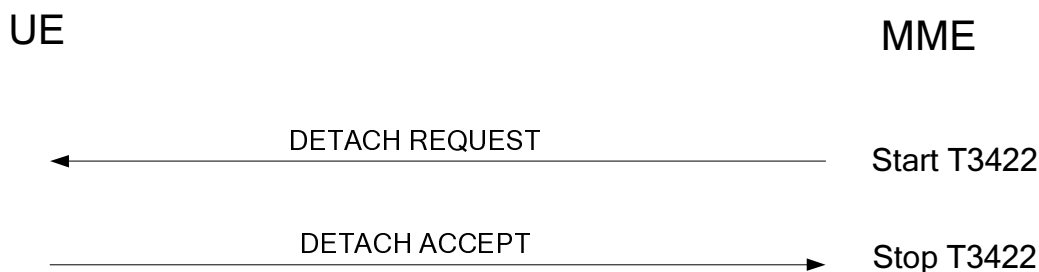 UE
MME
DETACH REQUEST
Start T3422
DETACH ACCEPT
Stop T3422